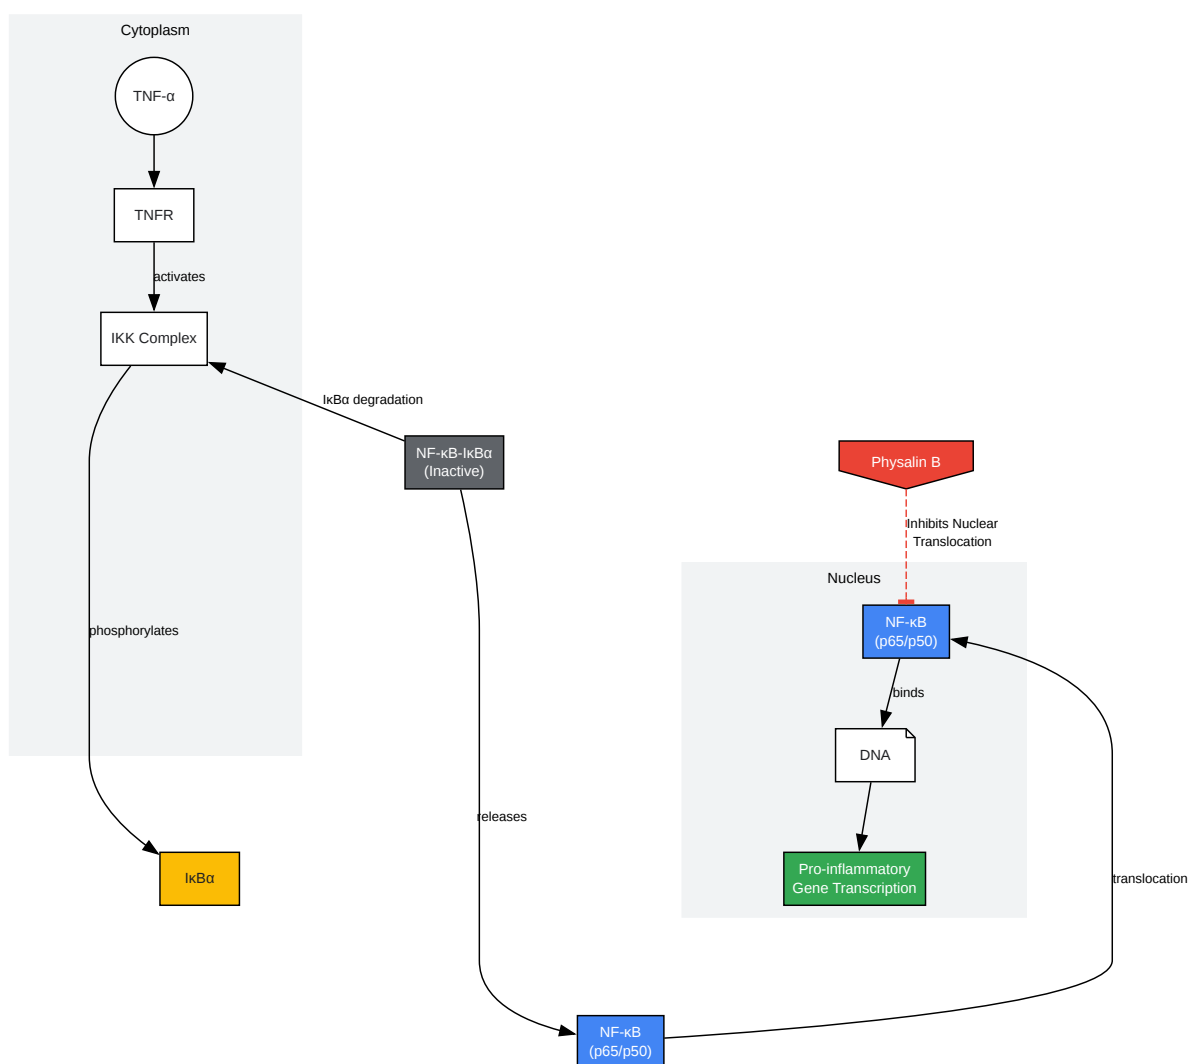 Cytoplasm
TNF-α
TNFR
activates
IKK Complex
IκBα degradation
NF-κB-IκBα
(Inactive)
Physalin B
Inhibits Nuclear
Translocation
Nucleus
NF-κB
(p65/p50)
phosphorylates
binds
DNA
releases
Pro-inflammatory
Gene Transcription
IκBα
translocation
NF-κB
(p65/p50)